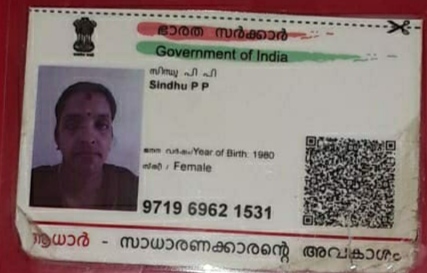 ഭാരത സർക്കാർ
Government of India
സിന്ധു പി പി
Sindhu P P
ജനന വർഷം/Year of Birth: 1980
സ്ത്രീ / Female
9719 6962 1531
ആധാർ - സാധാരണക്കാരന്റെ അവകാശം